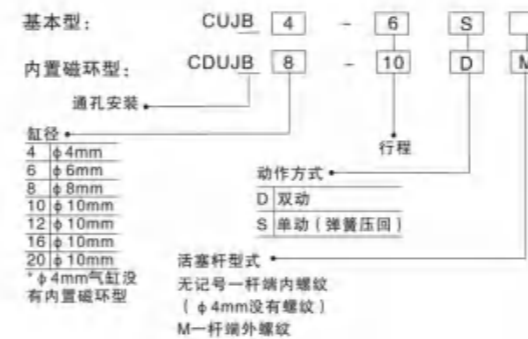 基本型： CUJB 4 - 6 S
内置磁环型： CDUJB 8 - 10 D M
通孔安装
缸径
行程
4 φ4mm
6 φ6mm
8 φ8mm
10 φ10mm
12 φ10mm
16 φ10mm
20 φ10mm
*φ4mm气缸没
有内置磁环型
动作方式
D 双动
S 单动（弹簧压回）
活塞杆型式
无记号一杆端内螺纹
（φ4mm没有螺纹）
M一杆端外螺纹